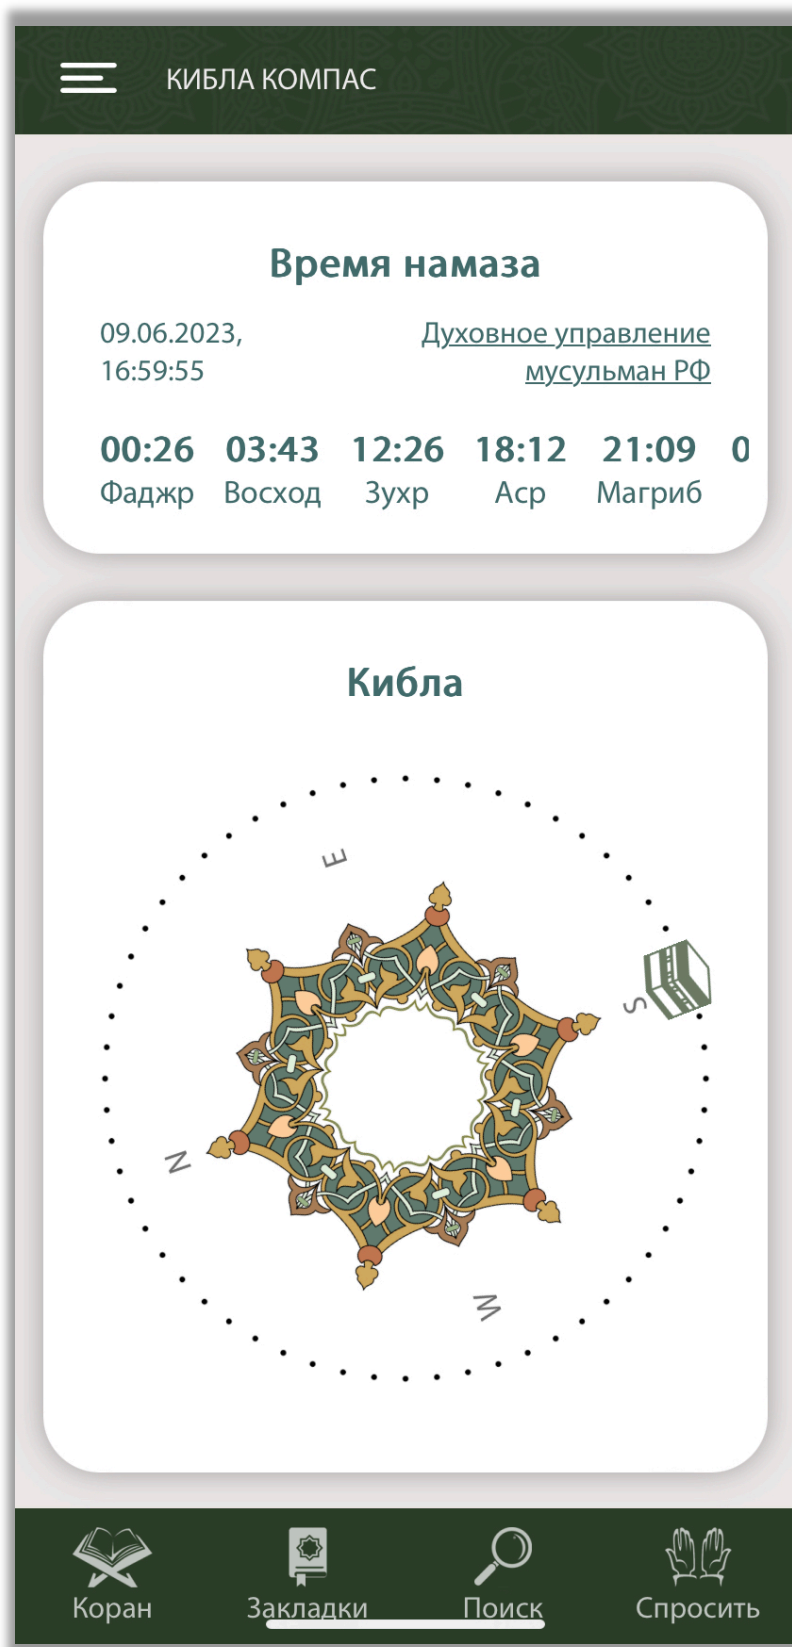 КИБЛА КОМПАС
Время намаза
09.06.2023,
16:59:55
Духовное управление
мусульман РФ
00:26 03:43 12:26 18:12 21:09 0
Фаджр Восход Зухр Аср Магриб
Кибла
E
S
N
W
Коран Закладки Поиск Спросить